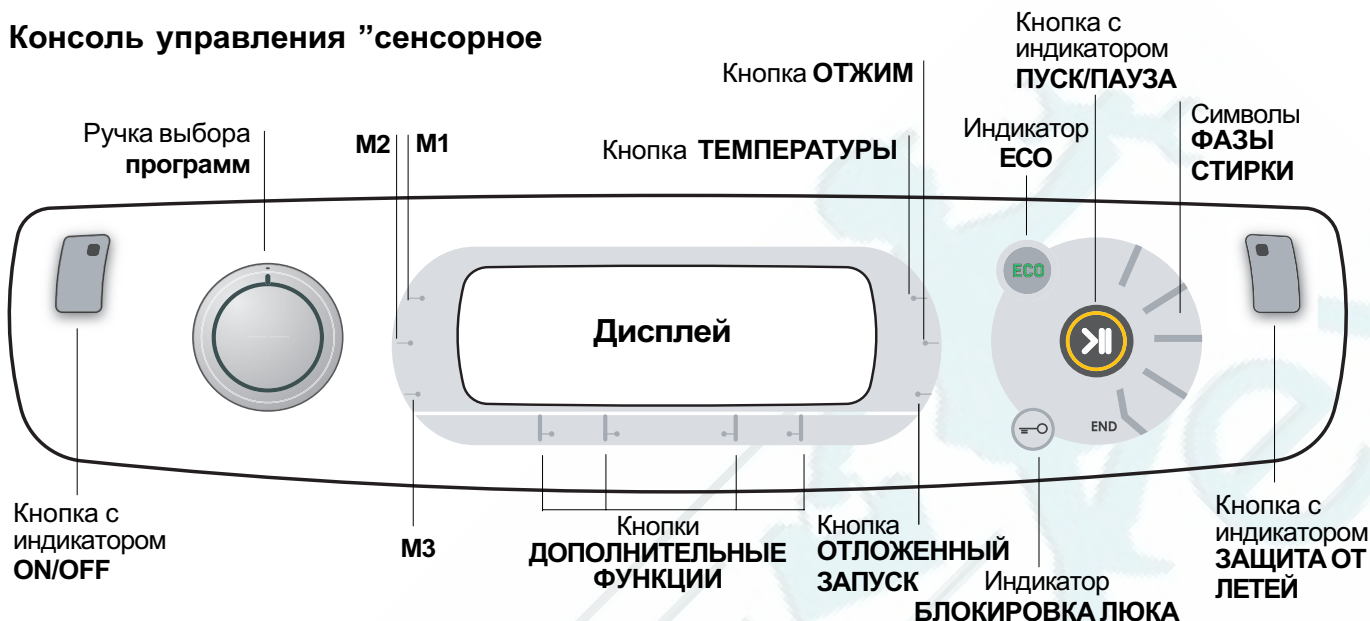 Консоль управления ”сенсорное
Кнопка с
индикатором
ПУСК/ПАУЗА
Кнопка ОТЖИМ
Ручка выбора
программ
M2
M1
Кнопка ТЕМПЕРАТУРЫ
Индикатор
ECO
Символы
ФАЗЫ
СТИРКИ
ECO
Дисплей
END
Кнопка с
индикатором
ON/OFF
M3
Кнопки
ДОПОЛНИТЕЛЬНЫЕ
ФУНКЦИИ
Кнопка
ОТЛОЖЕННЫЙ
ЗАПУСК
Индикатор
БЛОКИРОВКА ЛЮКА
Кнопка с
индикатором
ЗАЩИТА ОТ
ЛЕТЕЙ